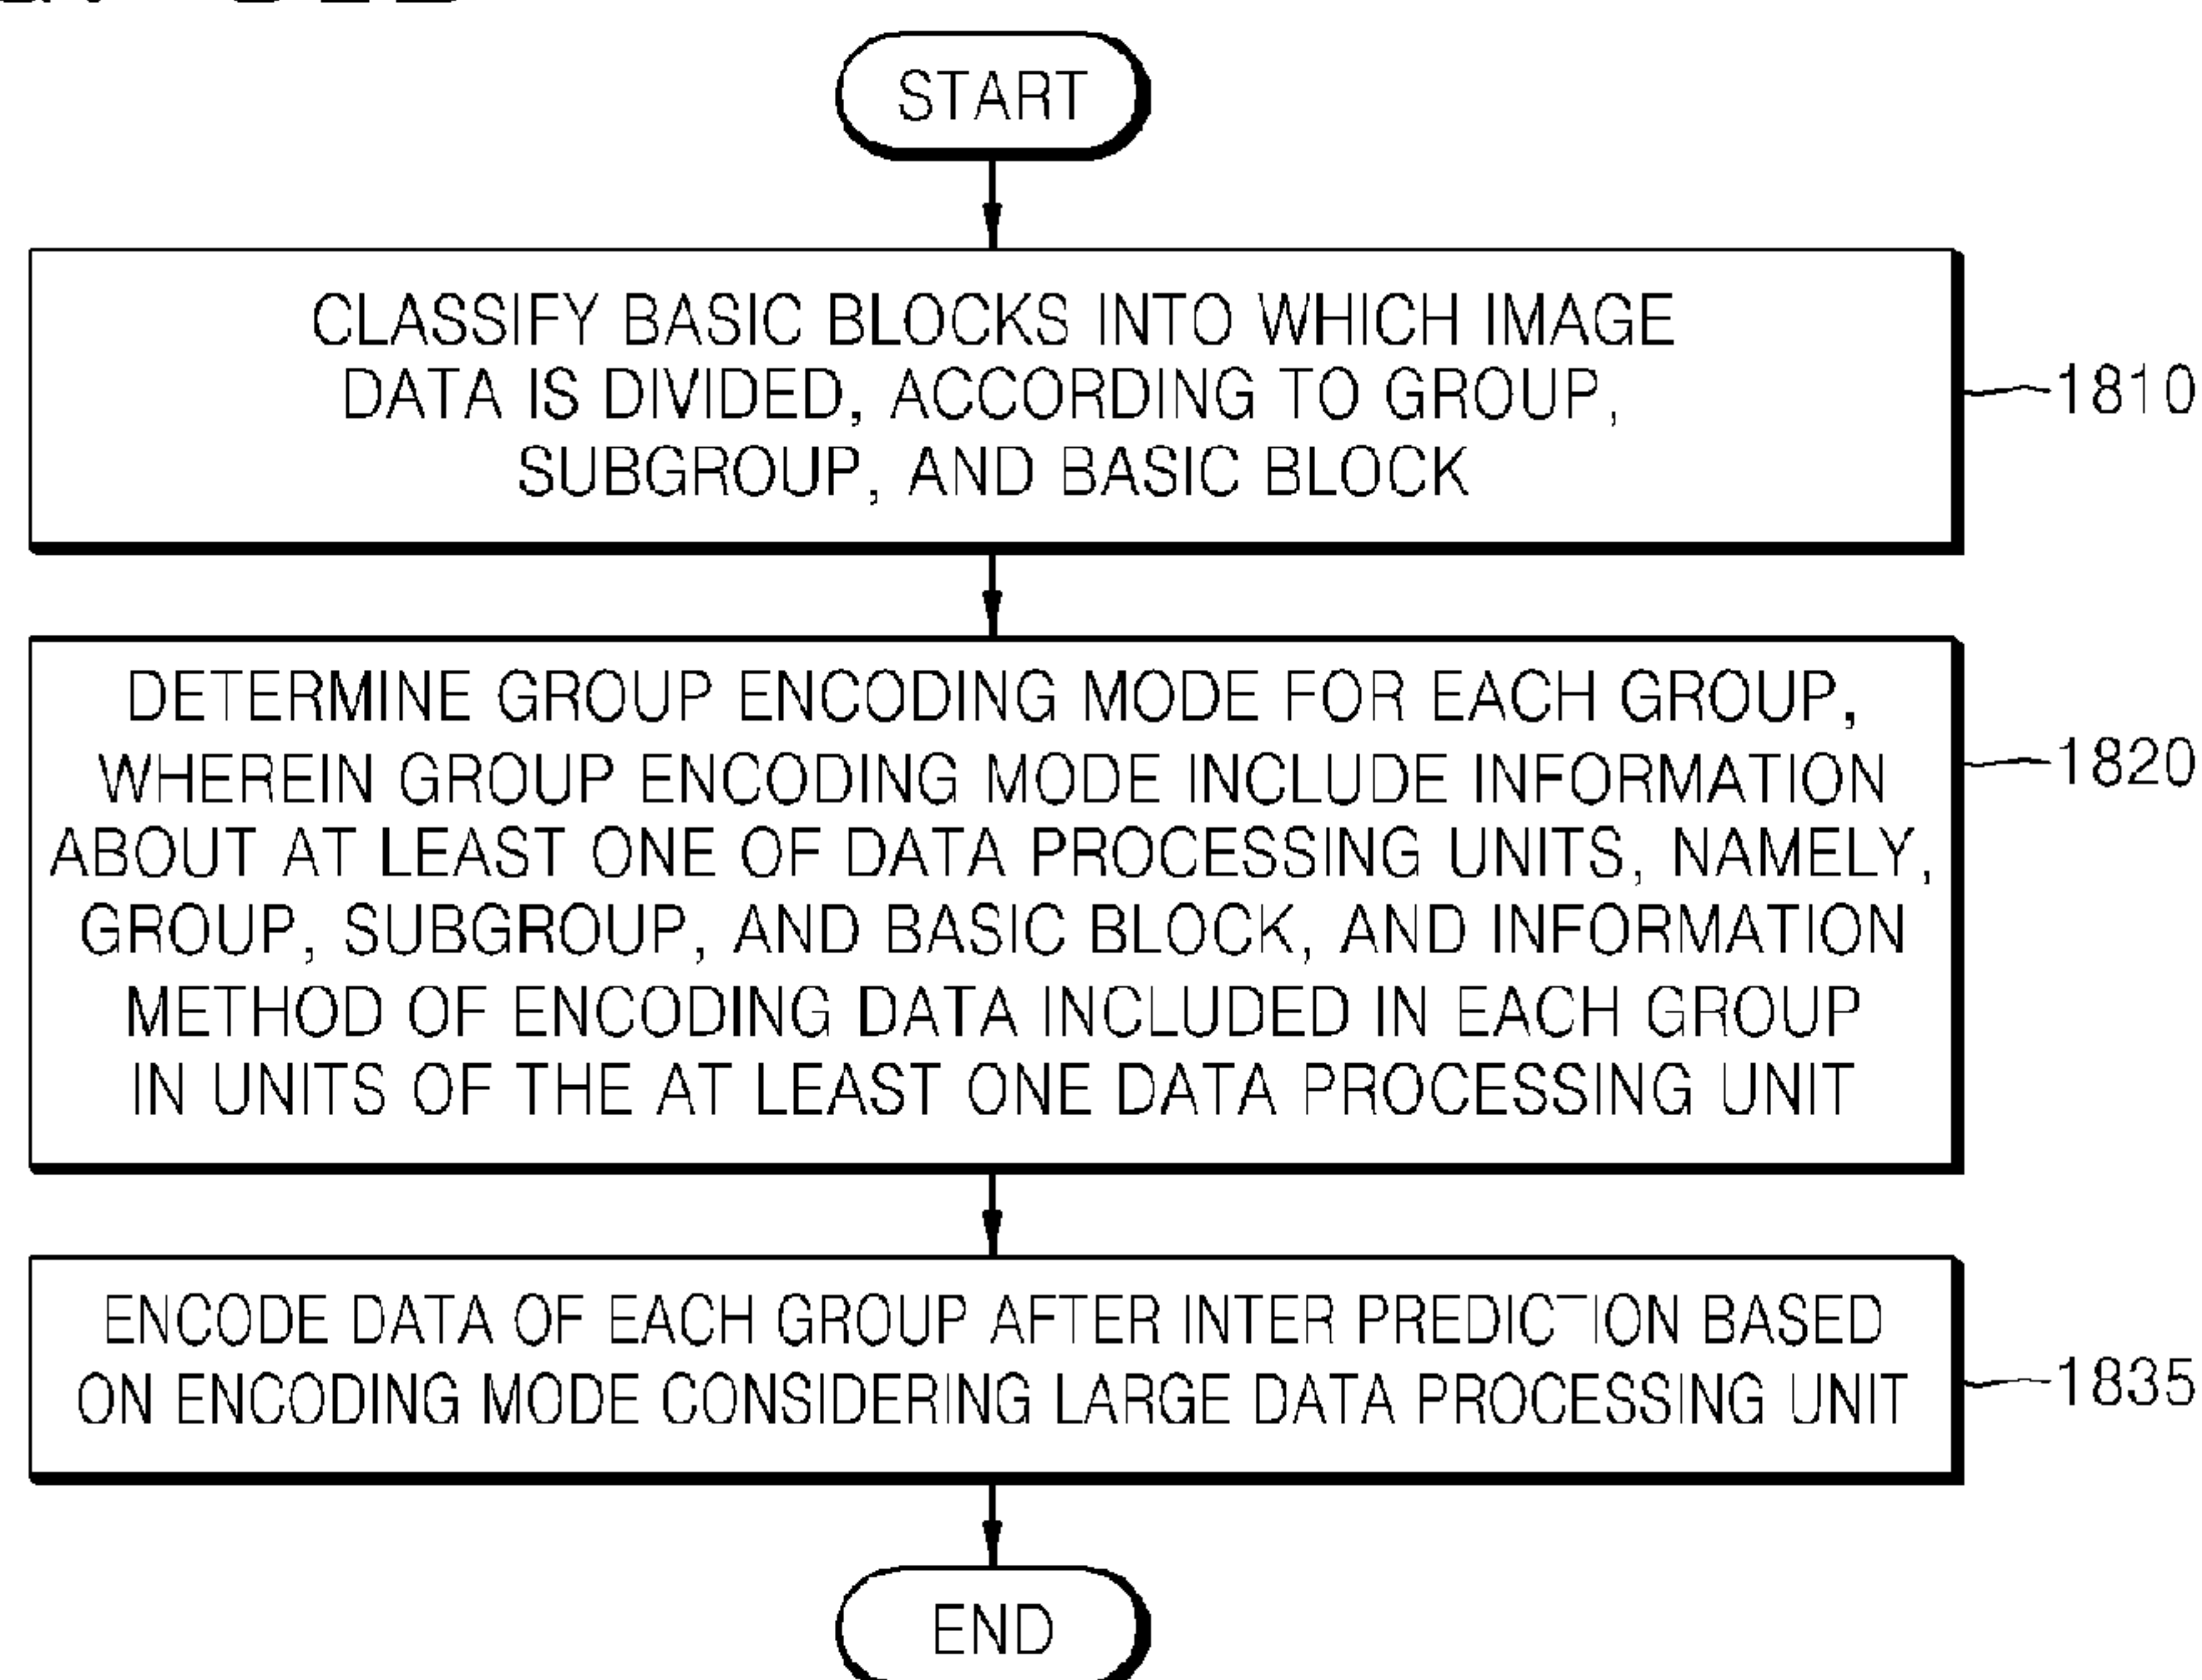 START
CLASSIFY BASIC BLOCKS INTO WHICH IMAGE
DATA IS DIVIDED, ACCORDING TO GROUP,
SUBGROUP, AND BASIC BLOCK
1810
DETERMINE GROUP ENCODING MODE FOR EACH GROUP,
WHEREIN GROUP ENCODING MODE INCLUDE INFORMATION
ABOUT AT LEAST ONE OF DATA PROCESSING UNITS, NAMELY,
GROUP, SUBGROUP, AND BASIC BLOCK, AND INFORMATION
METHOD OF ENCODING DATA INCLUDED IN EACH GROUP
IN UNITS OF THE AT LEAST ONE DATA PROCESSING UNIT
1820
ENCODE DATA OF EACH GROUP AFTER INTER PREDICTION BASED
ON ENCODING MODE CONSIDERING LARGE DATA PROCESSING UNIT
1835
END